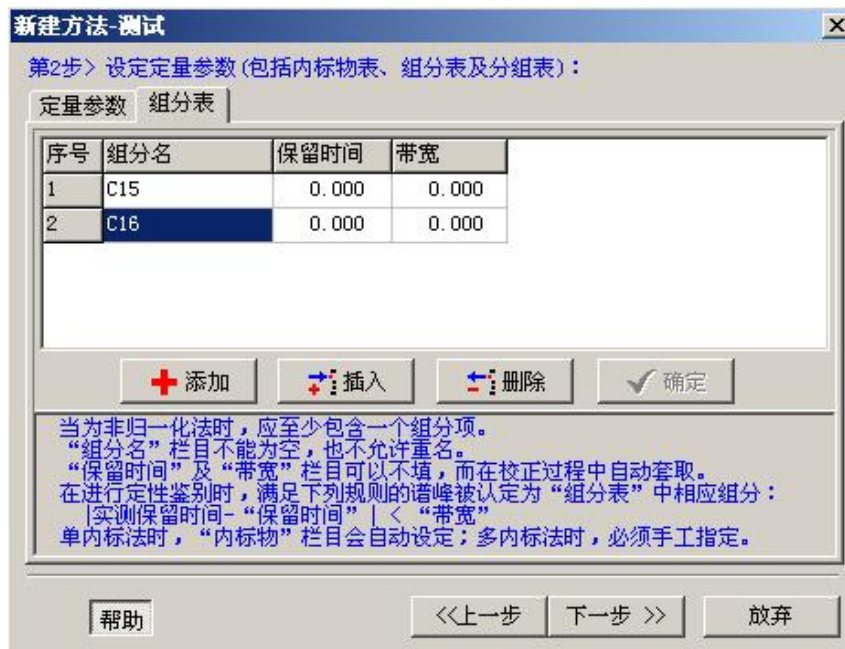 新建方法-测试
第2步> 设定定量参数(包括内标物表、组分表及分组表)：
定量参数 组分表
序号 组分名 保留时间 带宽
1 C15 0.000 0.000
2 C16 0.000 0.000
添加 插入 删除 确定
当为非归一化法时，应至少包含一个组分项。
“组分名”栏目不能为空，也不允许重名。
“保留时间”及“带宽”栏目可以不填，而在校正过程中自动套取。
在进行定性鉴别时，满足下列规则的谱峰被认定为“组分表”中相应组分：
|实测保留时间-“保留时间”| < “带宽”
单内标法时，“内标物”栏目会自动设定；多内标法时，必须手工指定。
帮助 <<上一步 下一步 >> 放弃